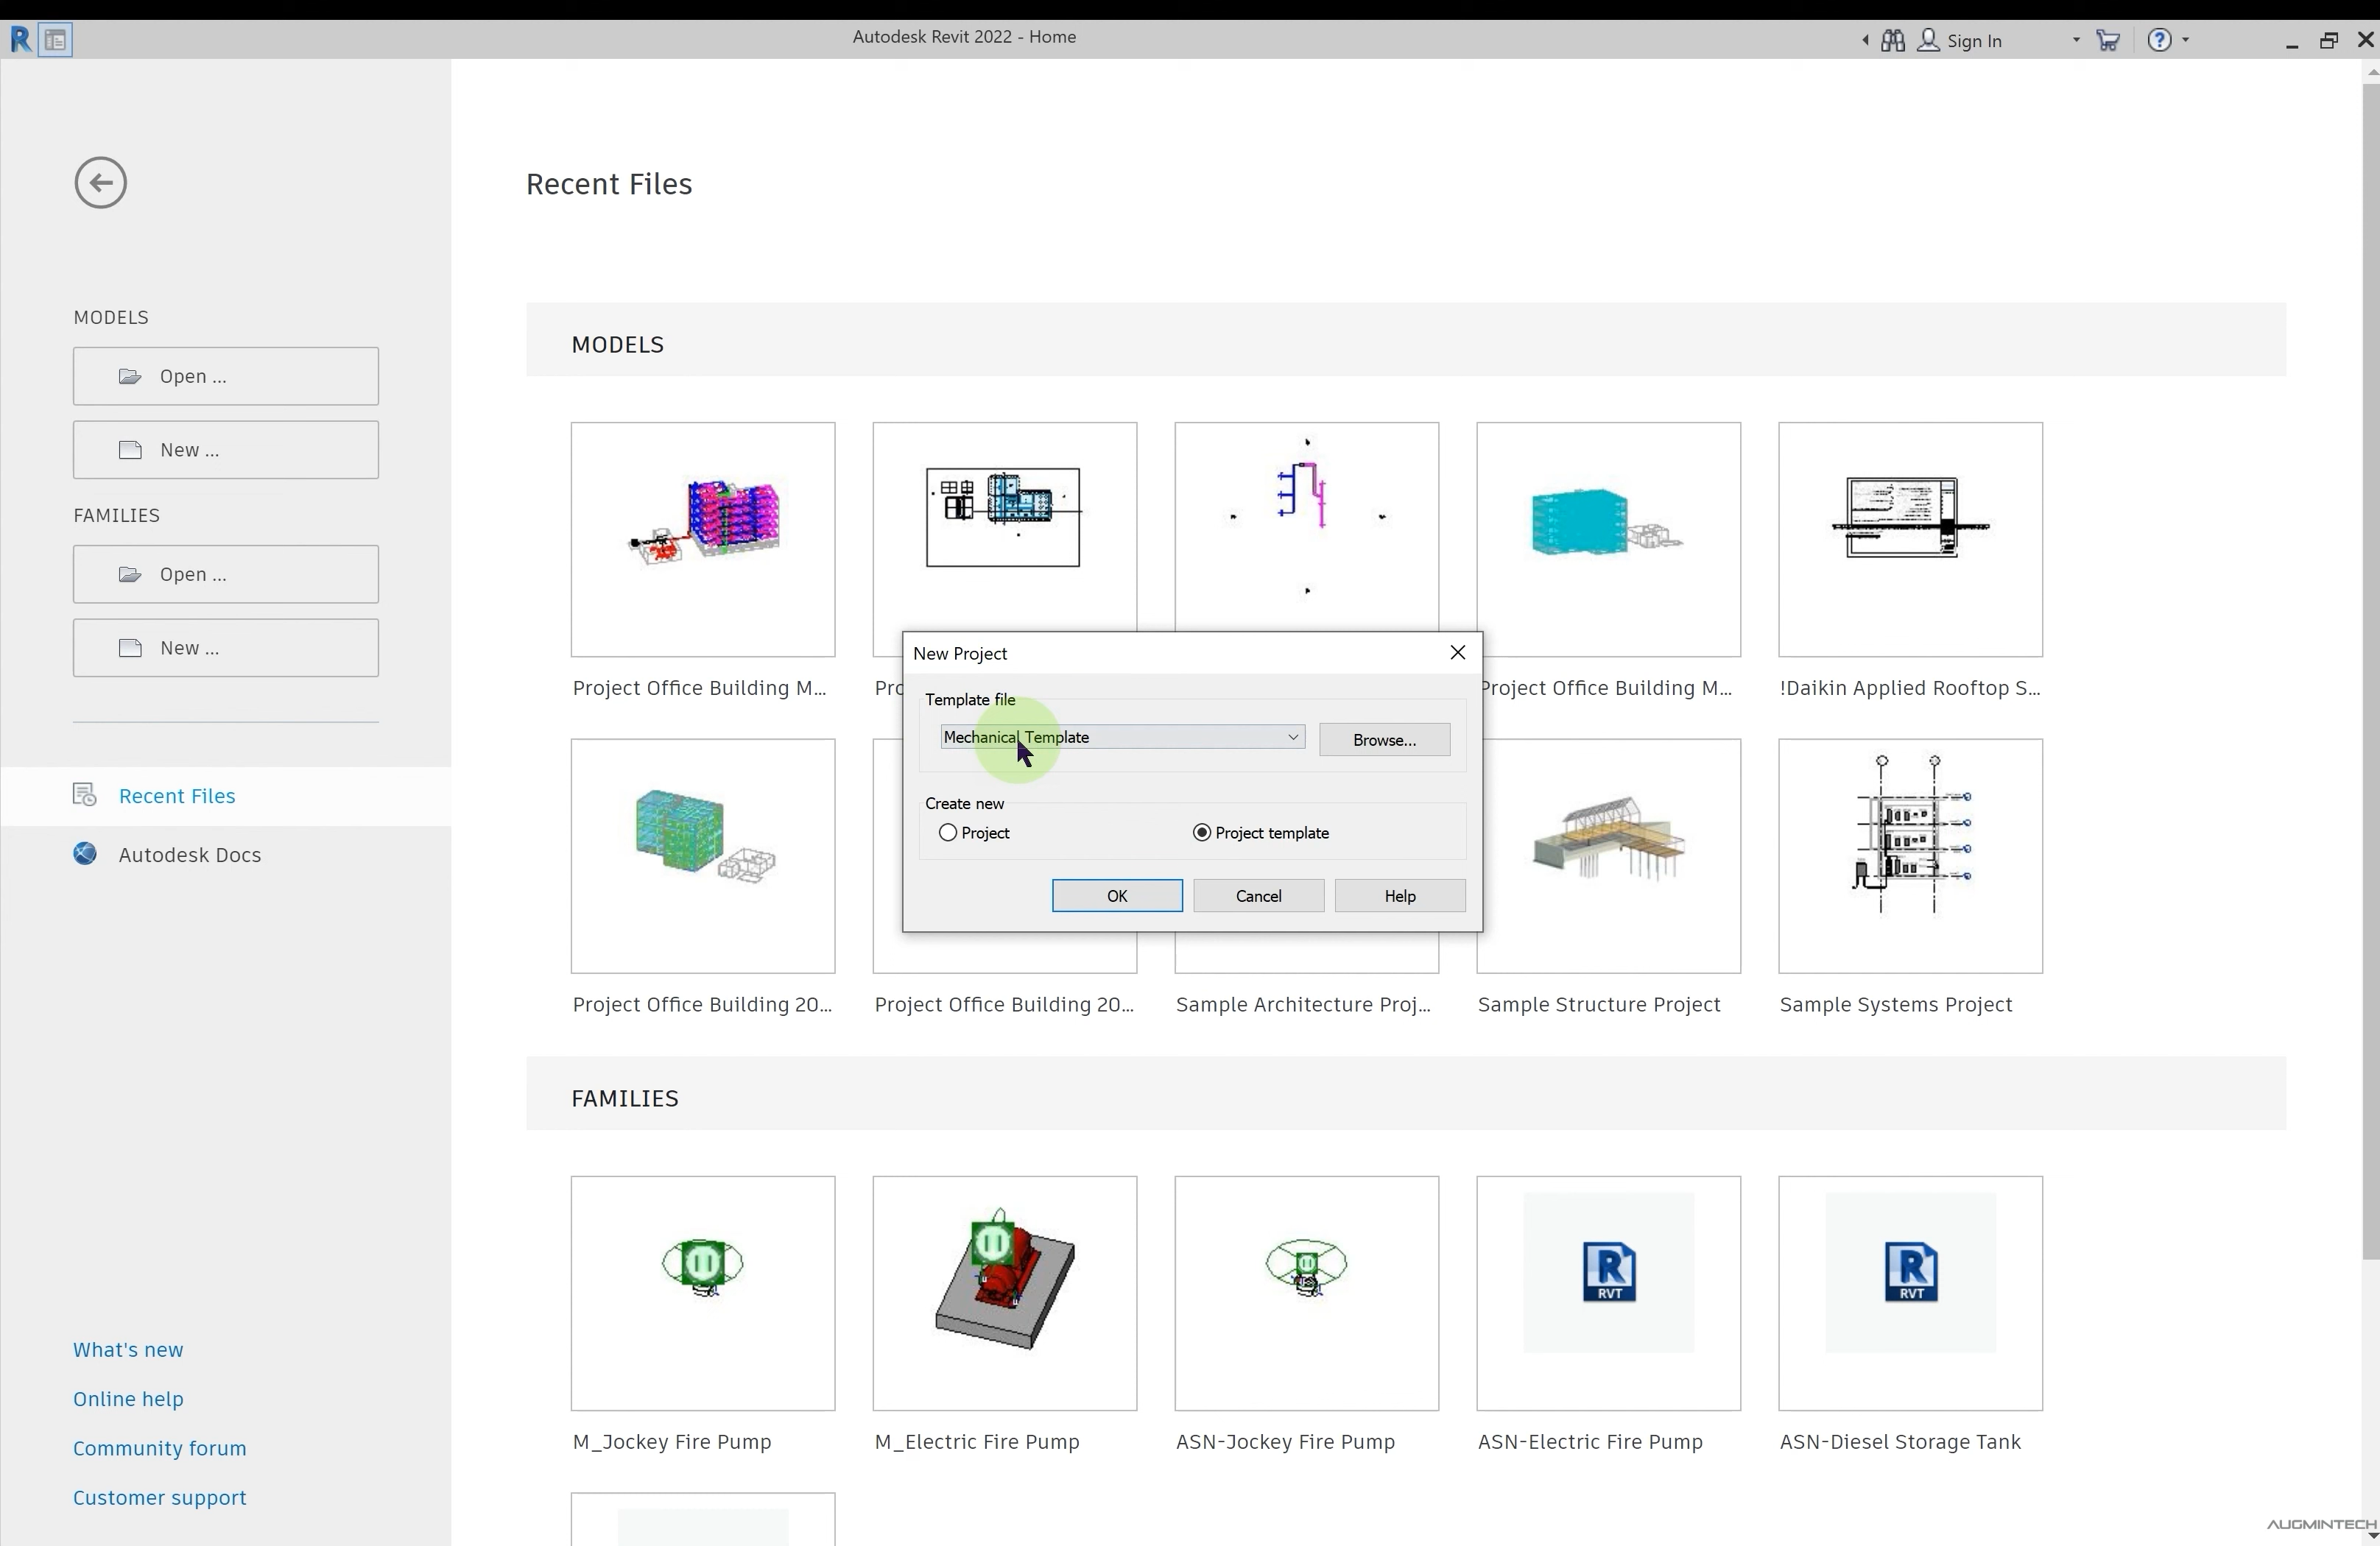 Autodesk Revit 2022 - Home
Sign In
Recent Files
MODELS
Open ...
New ...
FAMILIES
Open ...
New ...
Recent Files
Autodesk Docs
What's new
Online help
Community forum
Customer support
MODELS
Project Office Building M...
Project Office Building M...
!Daikin Applied Rooftop S...
New Project
Template file
Mechanical Template
Browse...
Create new
Project
Project template
OK
Cancel
Help
Project Office Building 20...
Project Office Building 20...
Sample Architecture Proj...
Sample Structure Project
Sample Systems Project
FAMILIES
RVT
RVT
M_Jockey Fire Pump
M_Electric Fire Pump
ASN-Jockey Fire Pump
ASN-Electric Fire Pump
ASN-Diesel Storage Tank
AUGMINTECH